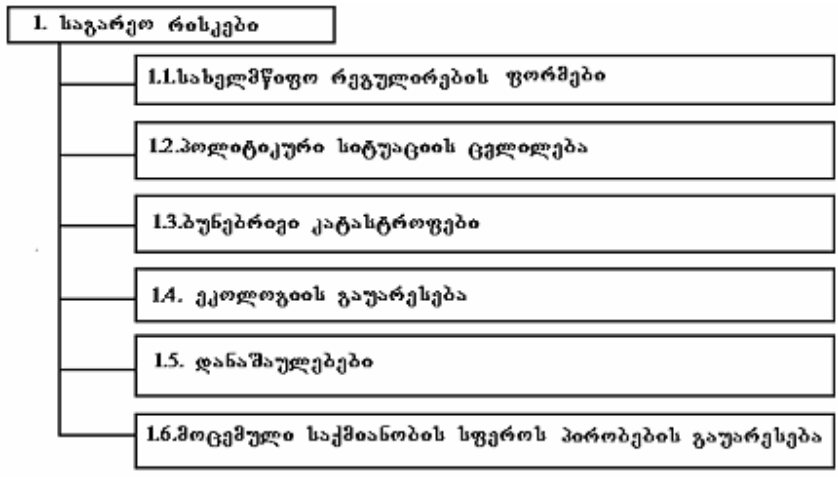 1. საგარეო რისკები
1.1.სახელმწიფო რეგულირების ფორმები
1.2.პოლიტიკური სიტუაციის ცვლილება
1.3.ბუნებრივი კატასტროფები
1.4. ეკოლოგიის გაუარესება
1.5. დანაშაულებები
1.6.მოცემული საქმიანობის სფეროს პირობების გაუარესება